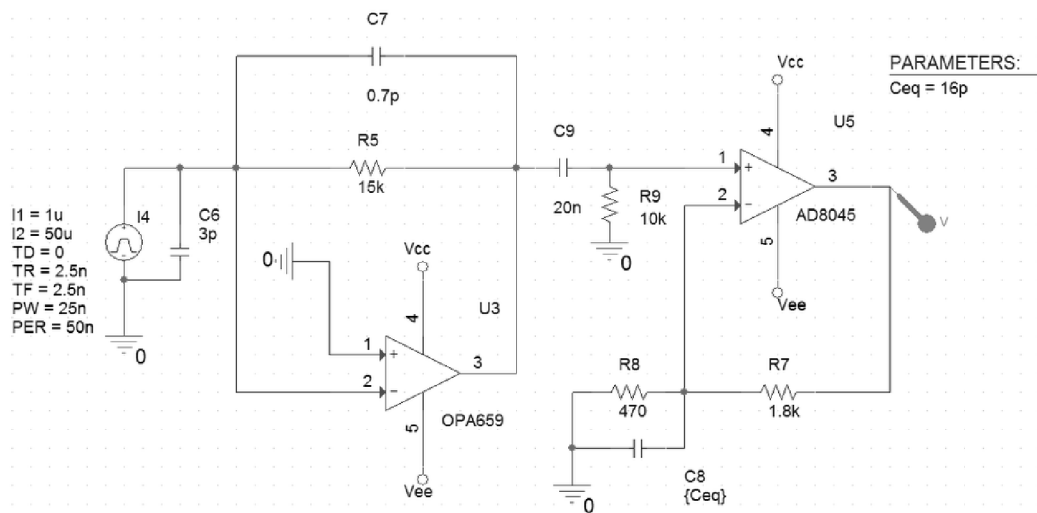 C7
0.7p
R5
15k
I1 = 1u
I2 = 50u
TD = 0
TR = 2.5n
TF = 2.5n
PW = 25n
PER = 50n
I4
C6
3p
0
0
Vcc
4
U3
1
+
2
−
3
5
OPA659
Vee
C9
20n
R9
10k
0
Vcc
4
U5
1
+
2
−
3
AD8045
5
Vee
V
PARAMETERS:
Ceq = 16p
R8
470
R7
1.8k
C8
{Ceq}
0